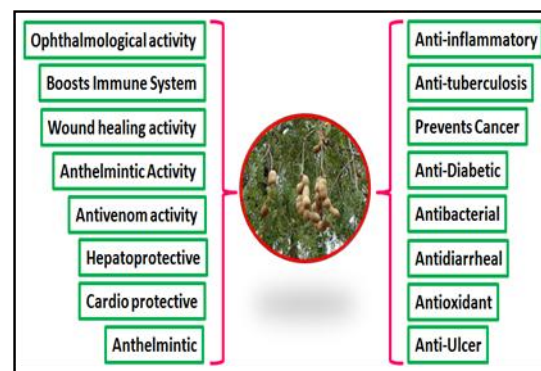 Ophthalmological activity
Boosts Immune System
Wound healing activity
Anthelmintic Activity
Antivenom activity
Hepatoprotective
Cardio protective
Anthelmintic
Anti-inflammatory
Anti-tuberculosis
Prevents Cancer
Anti-Diabetic
Antibacterial
Antidiarrheal
Antioxidant
Anti-Ulcer